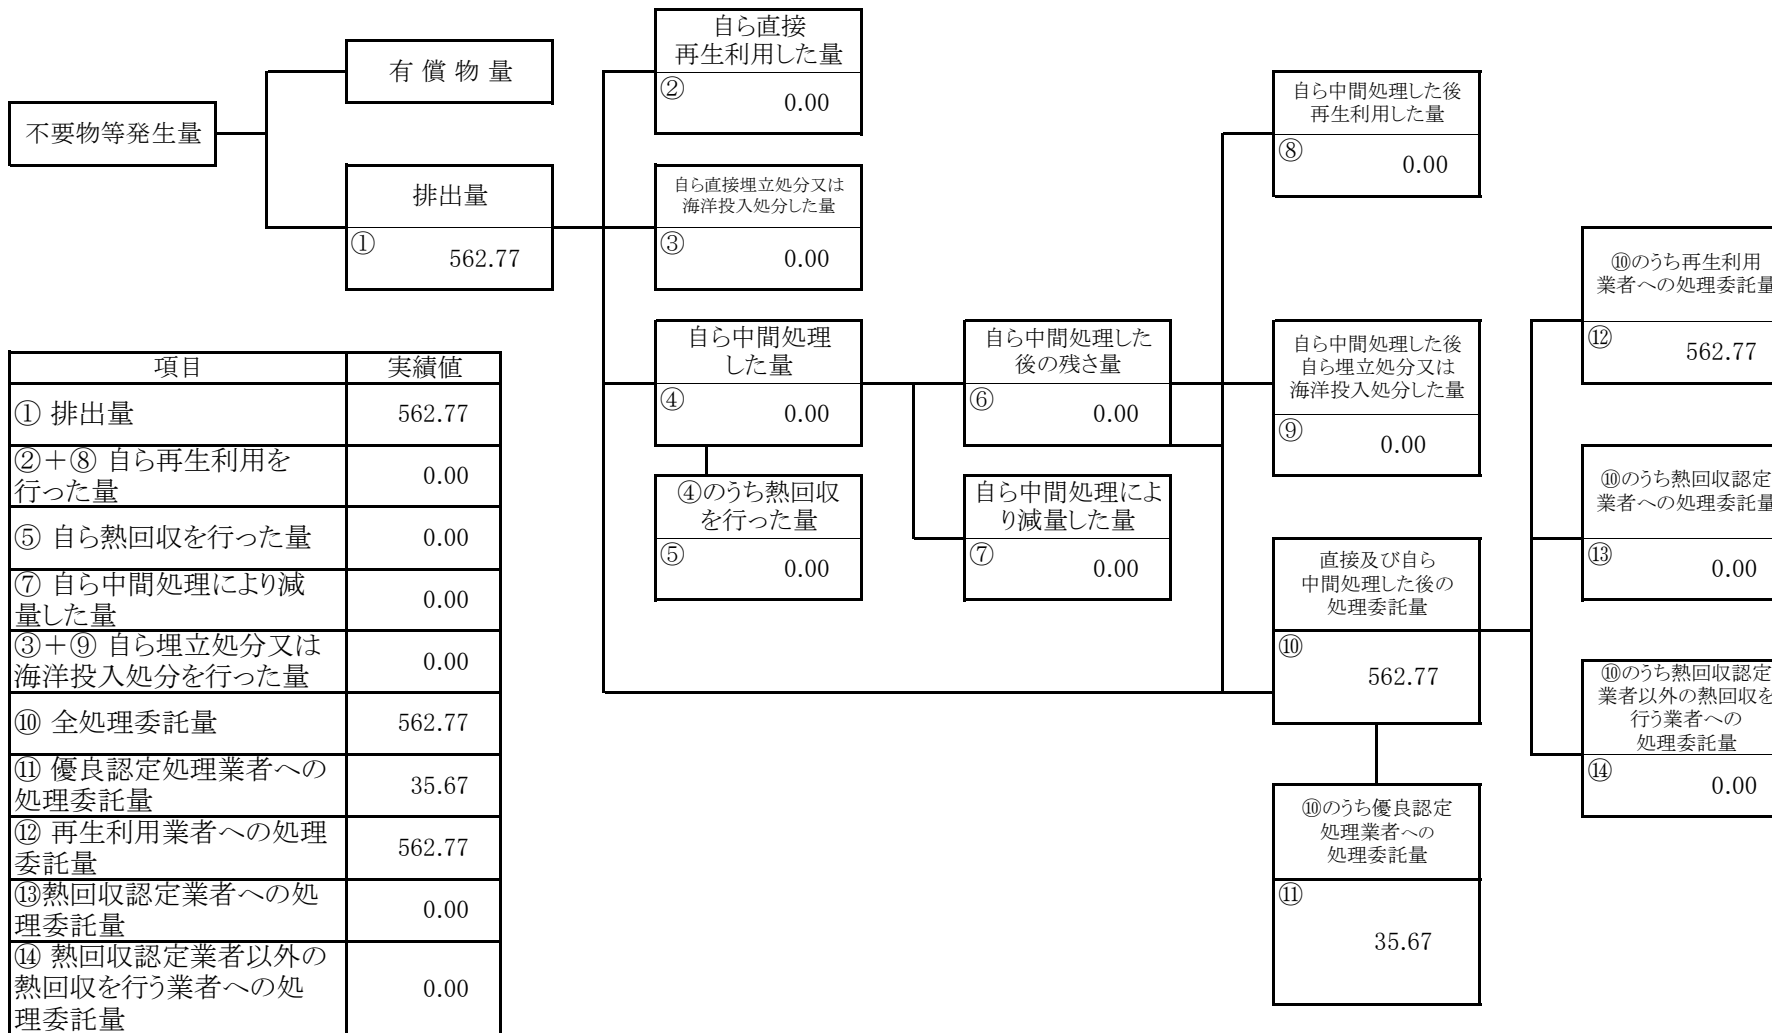 不要物等発生量
有 償 物 量
排出量
①
562.77
自ら直接
再生利用した量
②
0.00
自ら直接埋立処分又は
海洋投入処分した量
③
0.00
自ら中間処理
した量
④
0.00
④のうち熱回収
を行った量
⑤
0.00
自ら中間処理した
後の残さ量
⑥
0.00
自ら中間処理によ
り減量した量
⑦
0.00
自ら中間処理した後
再生利用した量
⑧
0.00
自ら中間処理した後
自ら埋立処分又は
海洋投入処分した量
⑨
0.00
直接及び自ら
中間処理した後の
処理委託量
⑩
562.77
⑩のうち優良認定
処理業者への
処理委託量
⑪
35.67
⑩のうち再生利用
業者への処理委託量
⑫
562.77
⑩のうち熱回収認定
業者への処理委託量
⑬
0.00
⑩のうち熱回収認定
業者以外の熱回収を
行う業者への
処理委託量
⑭
0.00
項目 実績値
① 排出量 562.77
②＋⑧ 自ら再生利用を
行った量 0.00
⑤ 自ら熱回収を行った量 0.00
⑦ 自ら中間処理により減
量した量 0.00
③＋⑨ 自ら埋立処分又は
海洋投入処分を行った量 0.00
⑩ 全処理委託量 562.77
⑪ 優良認定処理業者への
処理委託量 35.67
⑫ 再生利用業者への処理
委託量 562.77
⑬熱回収認定業者への処
理委託量 0.00
⑭ 熱回収認定業者以外の
熱回収を行う業者への処
理委託量 0.00